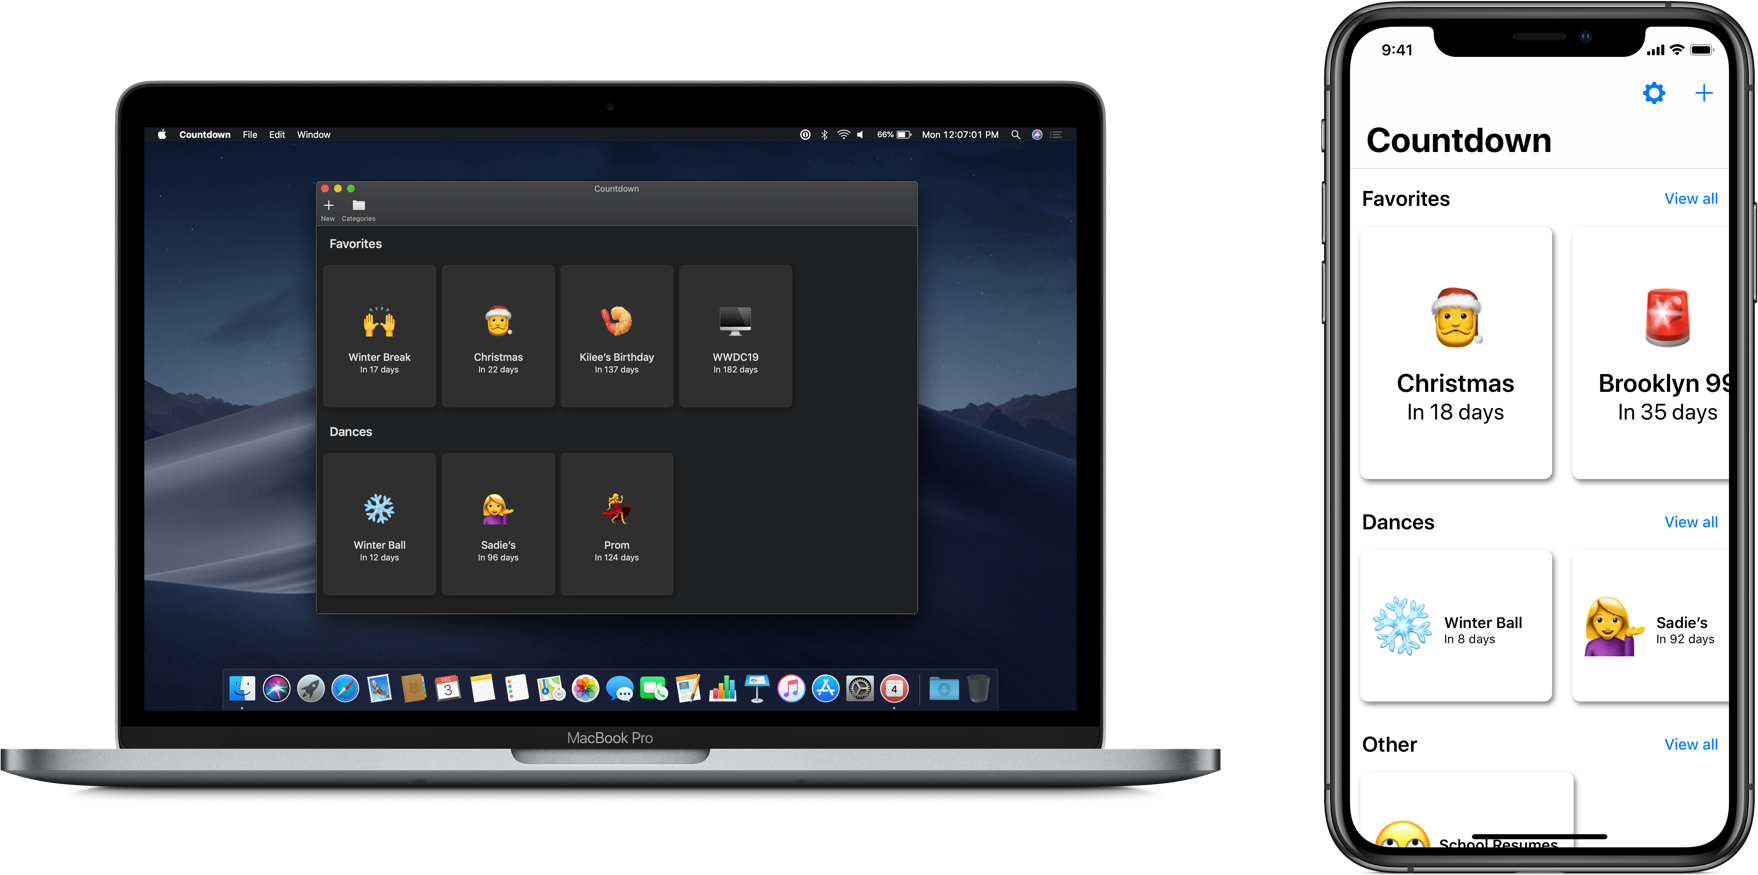 Countdown File Edit Window 66% Mon 12:07:01 PM
Countdown
New Categories
Favorites
Winter Break
In 17 days
Christmas
In 22 days
Kilee's Birthday
In 137 days
WWDC19
In 182 days
Dances
Winter Ball
In 12 days
Sadie's
In 96 days
Prom
In 124 days
DEC
3
4
MacBook Pro
9:41
Countdown
Favorites View all
Christmas
In 18 days
Brooklyn 99
In 35 days
Dances View all
Winter Ball
In 8 days
Sadie's
In 92 days
Other View all
School Resumes